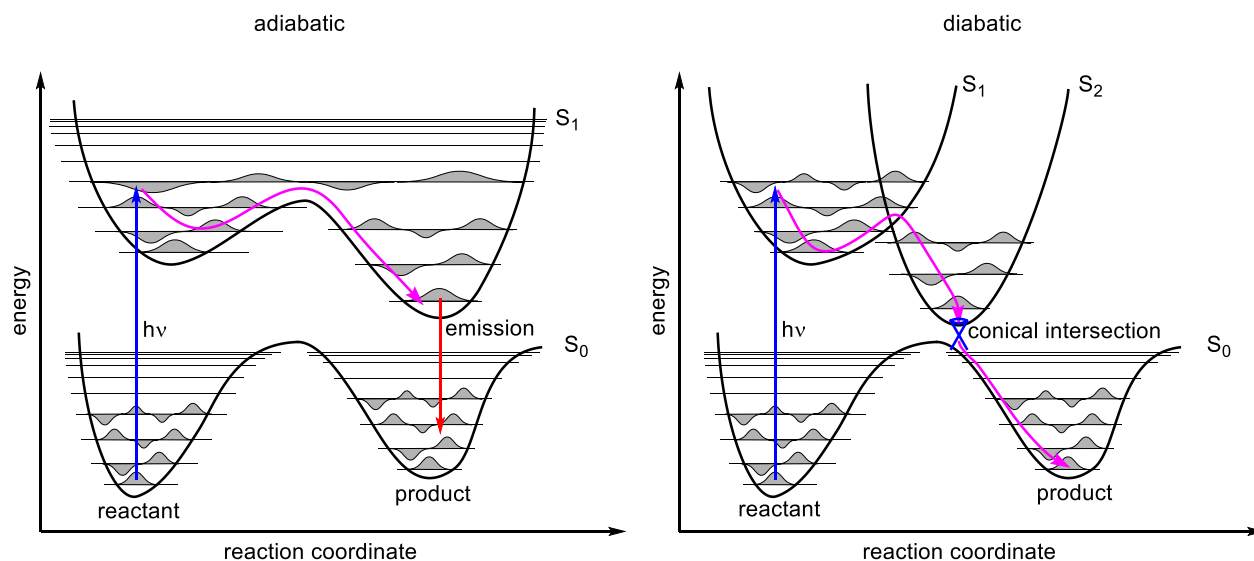 adiabatic
S1
energy
hν
emission
S0
product
reactant
reaction coordinate
diabatic
S1
S2
energy
hν
conical intersection
S0
product
reactant
reaction coordinate